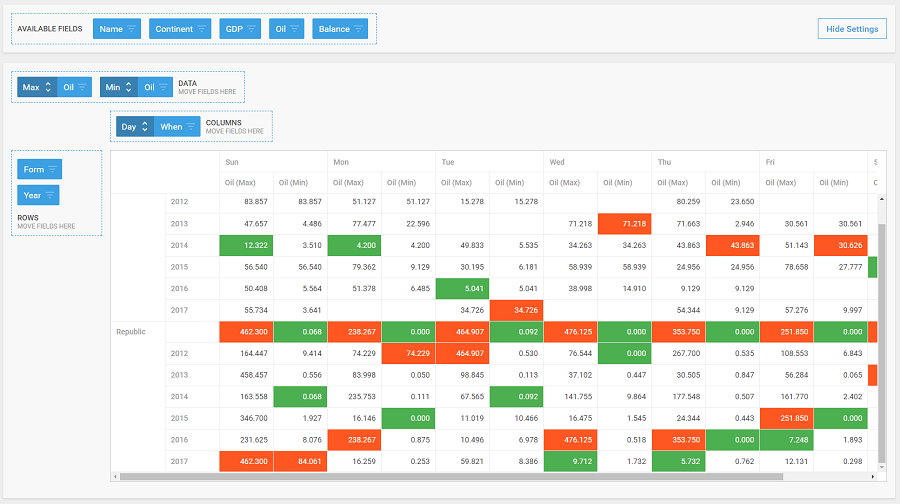 AVAILABLE FIELDS Name Continent GDP Oil Balance Hide Settings
Max Oil Min Oil DATA
MOVE FIELDS HERE
Day When COLUMNS
MOVE FIELDS HERE
Form
Year
ROWS
MOVE FIELDS HERE
Sun Mon Tue Wed Thu Fri S
Oil (Max) Oil (Min) Oil (Max) Oil (Min) Oil (Max) Oil (Min) Oil (Max) Oil (Min) Oil (Max) Oil (Min) Oil (Max) Oil (Min) O
2012 83.857 83.857 51.127 51.127 15.278 15.278 80.259 23.650
2013 47.657 4.486 77.477 22.596 71.218 71.218 71.663 2.946 30.561 30.561
2014 12.322 3.510 4.200 4.200 49.833 5.535 34.263 34.263 43.863 43.863 51.143 30.626
2015 56.540 56.540 79.362 9.129 30.195 6.181 58.939 58.939 24.956 24.956 78.658 27.777
2016 50.408 5.564 51.378 6.485 5.041 5.041 38.998 14.910 9.129 9.129
2017 55.734 3.641 34.726 34.726 54.344 9.129 57.276 9.997
Republic 462.300 0.068 238.267 0.000 464.907 0.092 476.125 0.000 353.750 0.000 251.850 0.000
2012 164.447 9.414 74.229 74.229 464.907 0.530 76.544 0.000 267.700 0.535 108.553 6.843
2013 458.457 0.556 83.998 0.050 98.845 0.113 37.102 0.447 30.505 0.847 56.284 0.065
2014 163.558 0.068 235.753 0.111 67.565 0.092 141.755 9.864 177.548 0.507 161.770 2.402
2015 346.700 1.927 16.146 0.000 11.019 10.466 16.475 1.545 24.344 0.443 251.850 0.000
2016 231.625 8.076 238.267 0.875 10.496 6.978 476.125 0.518 353.750 0.000 7.248 1.893
2017 462.300 84.061 16.259 0.253 59.821 8.386 9.712 1.732 5.732 0.762 12.131 0.298